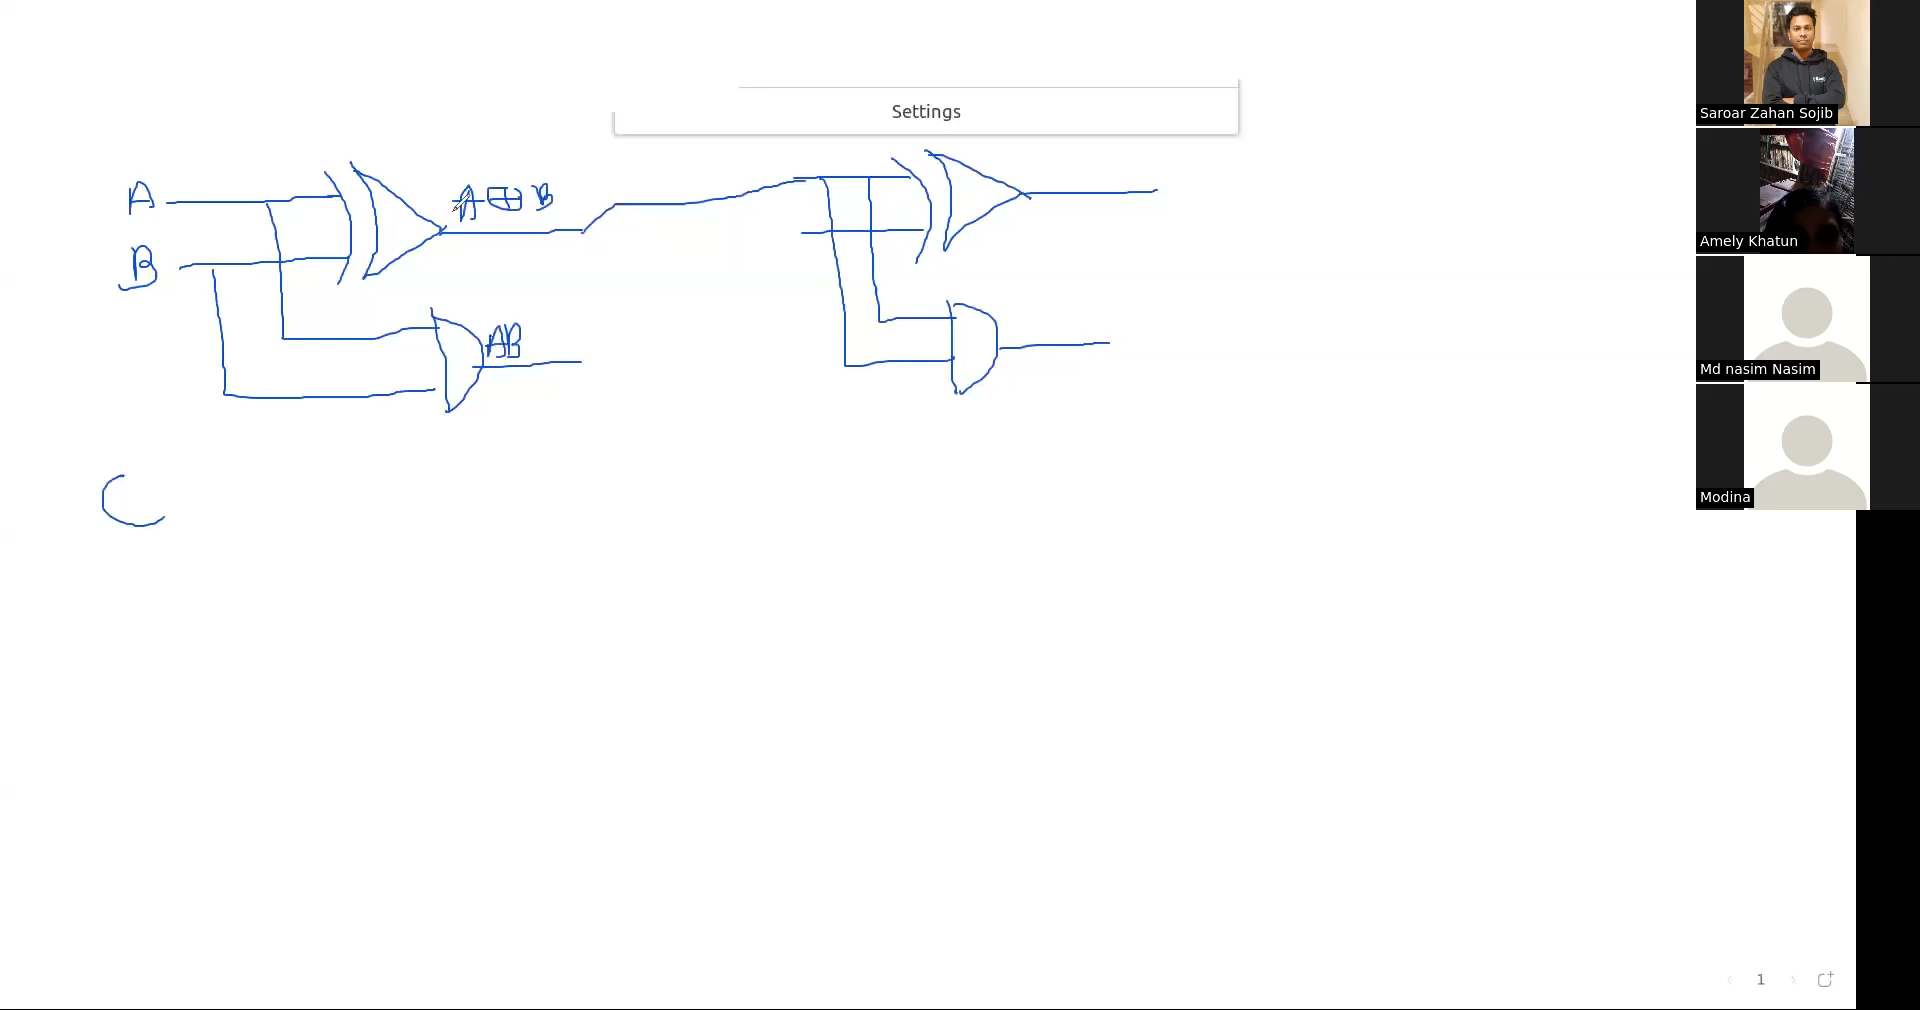 Settings
A
A ⊕ B
B
AB
C
Saroar Zahan Sojib
Amely Khatun
Md nasim Nasim
Modina
1